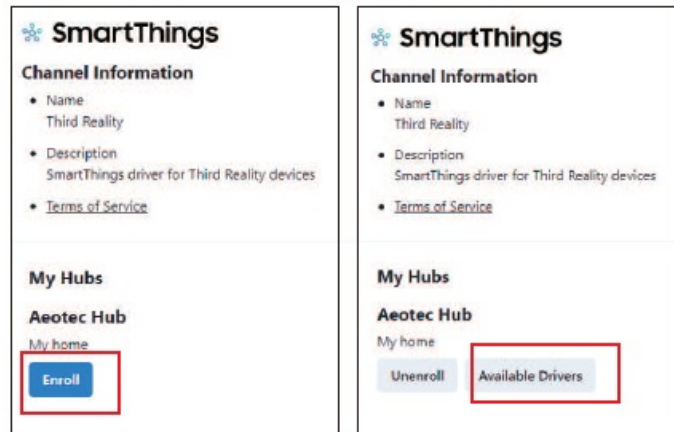 SmartThings
Channel Information
• Name
Third Reality
• Description
SmartThings driver for Third Reality devices
• Terms of Service
My Hubs
Aeotec Hub
My home
Enroll
SmartThings
Channel Information
• Name
Third Reality
• Description
SmartThings driver for Third Reality devices
• Terms of Service
My Hubs
Aeotec Hub
My home
Unenroll Available Drivers